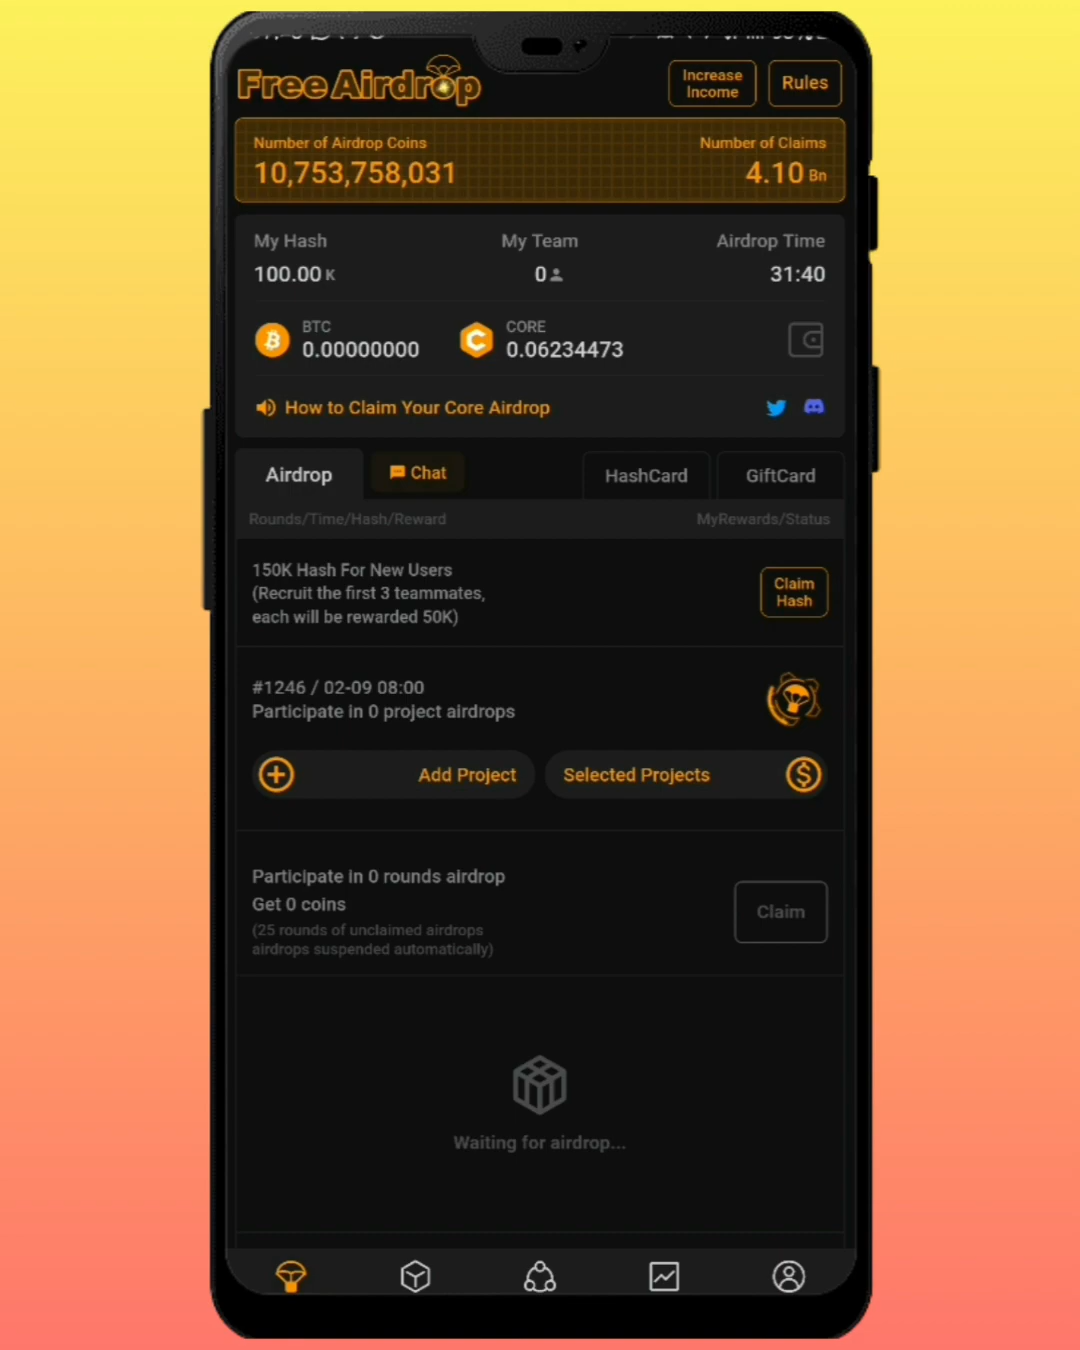 Free Airdrop
Increase
Income
Rules
Number of Airdrop Coins
Number of Claims
10,753,758,031
4.10 Bn
My Hash
My Team
Airdrop Time
100.00 K
0
31:40
BTC
0.00000000
CORE
0.06234473
How to Claim Your Core Airdrop
Airdrop
Chat
HashCard
GiftCard
Rounds/Time/Hash/Reward
MyRewards/Status
150K Hash For New Users
(Recruit the first 3 teammates,
each will be rewarded 50K)
Claim
Hash
#1246 / 02-09 08:00
Participate in 0 project airdrops
Add Project
Selected Projects
Participate in 0 rounds airdrop
Get 0 coins
(25 rounds of unclaimed airdrops
airdrops suspended automatically)
Claim
Waiting for airdrop...